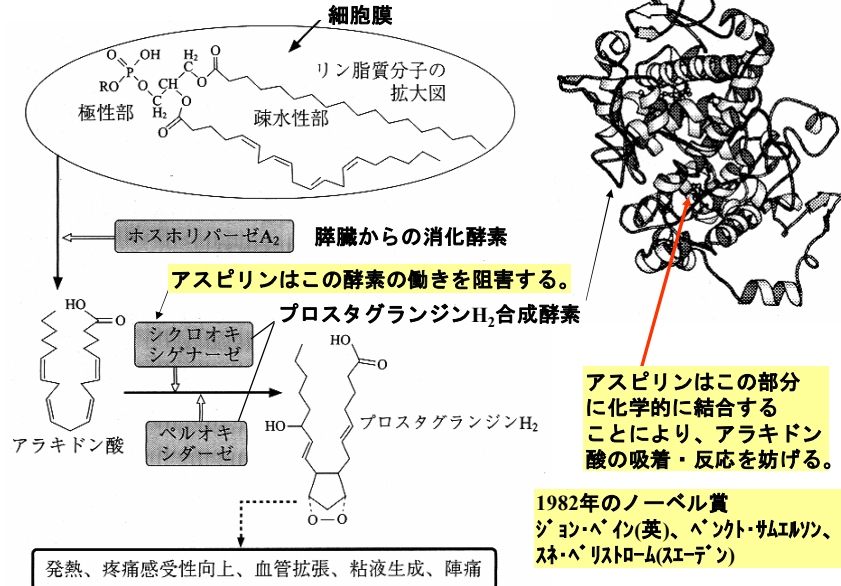 細胞膜
リン脂質分子の
拡大図
O
OH
P
RO
O
H₂
C
O
O
CH
O
C
H₂
O
極性部
疎水性部
ホスホリパーゼA₂
膵臓からの消化酵素
アスピリンはこの酵素の働きを阻害する。
プロスタグランジンH₂合成酵素
HO
O
シクロオキ
シゲナーゼ
アラキドン酸
ペルオキ
シダーゼ
HO
O
HO
プロスタグランジンH₂
O-O
発熱、疼痛感受性向上、血管拡張、粘液生成、陣痛
アスピリンはこの部分
に化学的に結合する
ことにより、アラキドン
酸の吸着・反応を妨げる。
1982年のノーベル賞
ｼﾞｮﾝ･ﾍﾞｲﾝ(英)、ﾍﾞﾝｸﾄ･ｻﾑｴﾙｿﾝ、
ｽﾈ･ﾍﾞﾘｽﾄﾛｰﾑ(ｽｴｰﾃﾞﾝ)